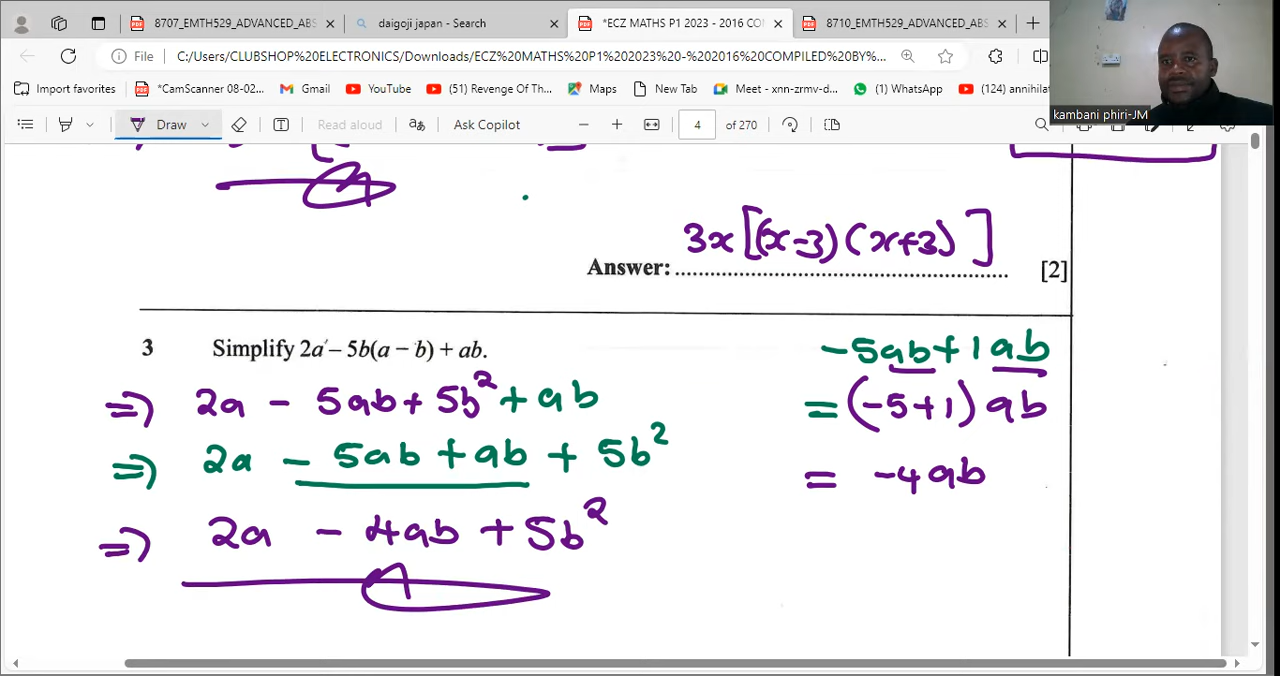 8707_EMTH529_ADVANCED_ABS
daigoji japan - Search
*ECZ MATHS P1 2023 - 2016 CO
8710_EMTH529_ADVANCED_ABS
File
C:/Users/CLUBSHOP%20ELECTRONICS/Downloads/ECZ%20MATHS%20P1%202023%20-%202016%20COMPILED%20BY%...
Import favorites
*CamScanner 08-02...
Gmail
YouTube
(51) Revenge Of Th...
Maps
New Tab
Meet - xnn-zrmv-d...
(1) WhatsApp
(124) annihilat
kambani phiri-JM
Draw
Read aloud
Ask Copilot
4 of 270
3x[(x-3)(x+3)]
Answer: [2]
3 Simplify 2a – 5b(a – b) + ab.
-5ab+1ab
=> 2a - 5ab + 5b² + ab
= (-5+1)ab
=> 2a - 5ab + ab + 5b²
= -4ab
=> 2a - 4ab + 5b²